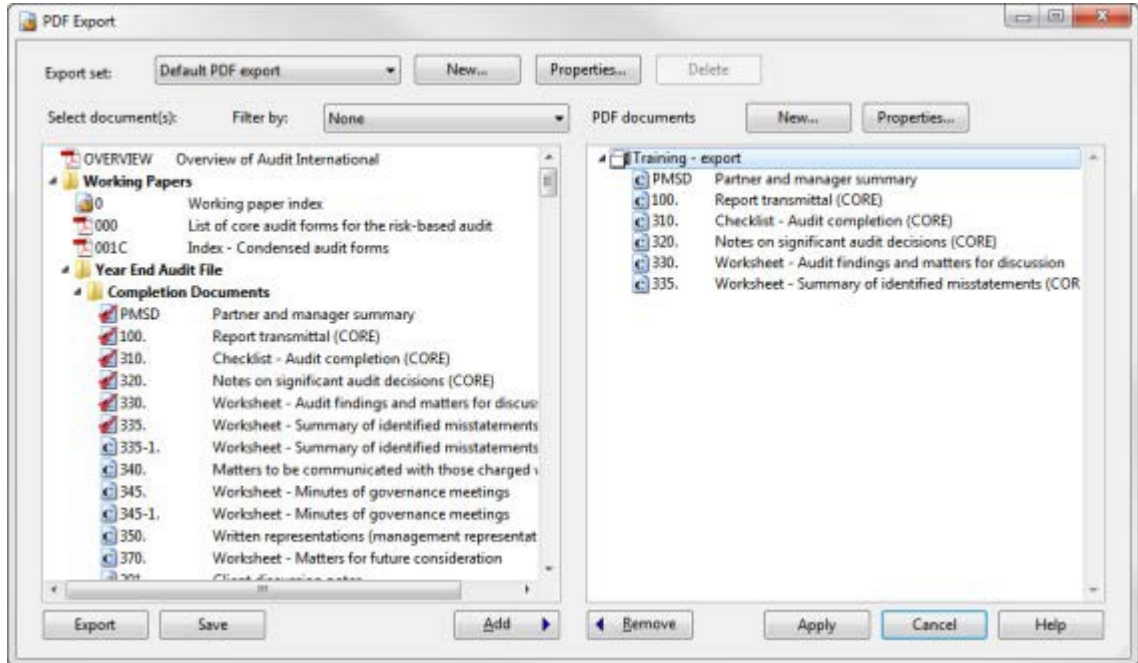 PDF Export
Export set: Default PDF export New... Properties... Delete
Select document(s): Filter by: None PDF documents New... Properties...
OVERVIEW Overview of Audit International
Working Papers
0 Working paper index
000 List of core audit forms for the risk-based audit
001C Index - Condensed audit forms
Year End Audit File
Completion Documents
PMSD Partner and manager summary
100. Report transmittal (CORE)
310. Checklist - Audit completion (CORE)
320. Notes on significant audit decisions (CORE)
330. Worksheet - Audit findings and matters for discus
335. Worksheet - Summary of identified misstatements
335-1. Worksheet - Summary of identified misstatements
340. Matters to be communicated with those charged
345. Worksheet - Minutes of governance meetings
345-1. Worksheet - Minutes of governance meetings
350. Written representations (management representat
370. Worksheet - Matters for future consideration
Training - export
PMSD Partner and manager summary
100. Report transmittal (CORE)
310. Checklist - Audit completion (CORE)
320. Notes on significant audit decisions (CORE)
330. Worksheet - Audit findings and matters for discussion
335. Worksheet - Summary of identified misstatements (COR
Export Save Add Remove Apply Cancel Help